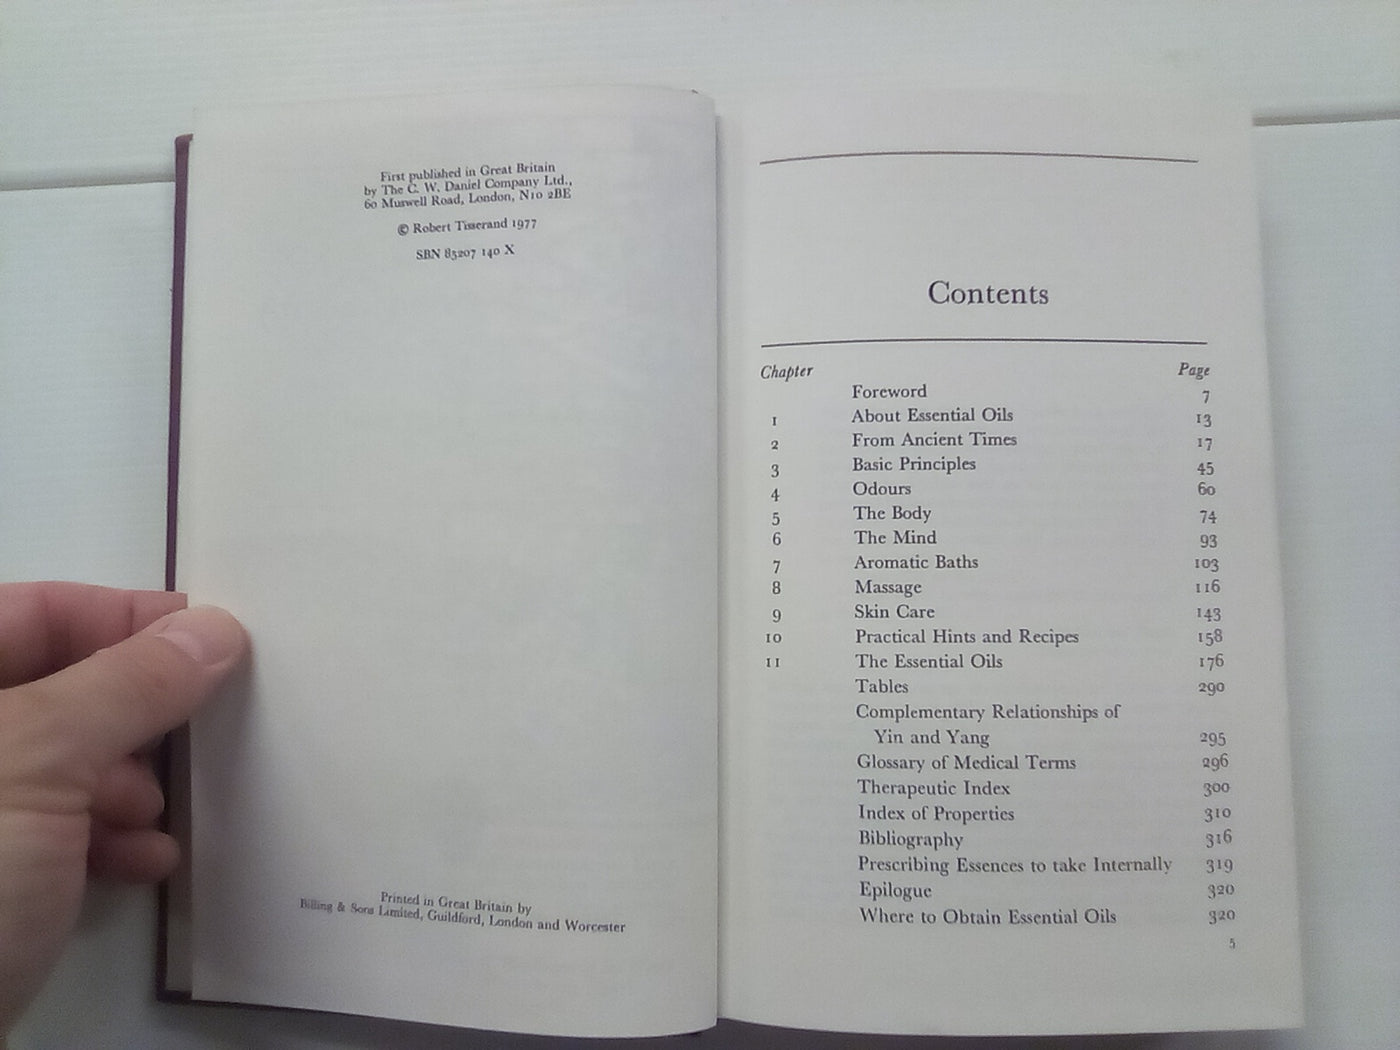 First published in Great Britain
by The C. W. Daniel Company Ltd.,
60 Muswell Road, London, N10 2BE
© Robert Tisserand 1977
SBN 85207 140 X
Printed in Great Britain by
Billing & Sons Limited, Guildford, London and Worcester
Contents
Chapter Page
Foreword 7
1 About Essential Oils 13
2 From Ancient Times 17
3 Basic Principles 45
4 Odours 60
5 The Body 74
6 The Mind 93
7 Aromatic Baths 103
8 Massage 116
9 Skin Care 143
10 Practical Hints and Recipes 158
11 The Essential Oils 176
Tables 290
Complementary Relationships of
Yin and Yang 295
Glossary of Medical Terms 296
Therapeutic Index 300
Index of Properties 310
Bibliography 316
Prescribing Essences to take Internally 319
Epilogue 320
Where to Obtain Essential Oils 320
5